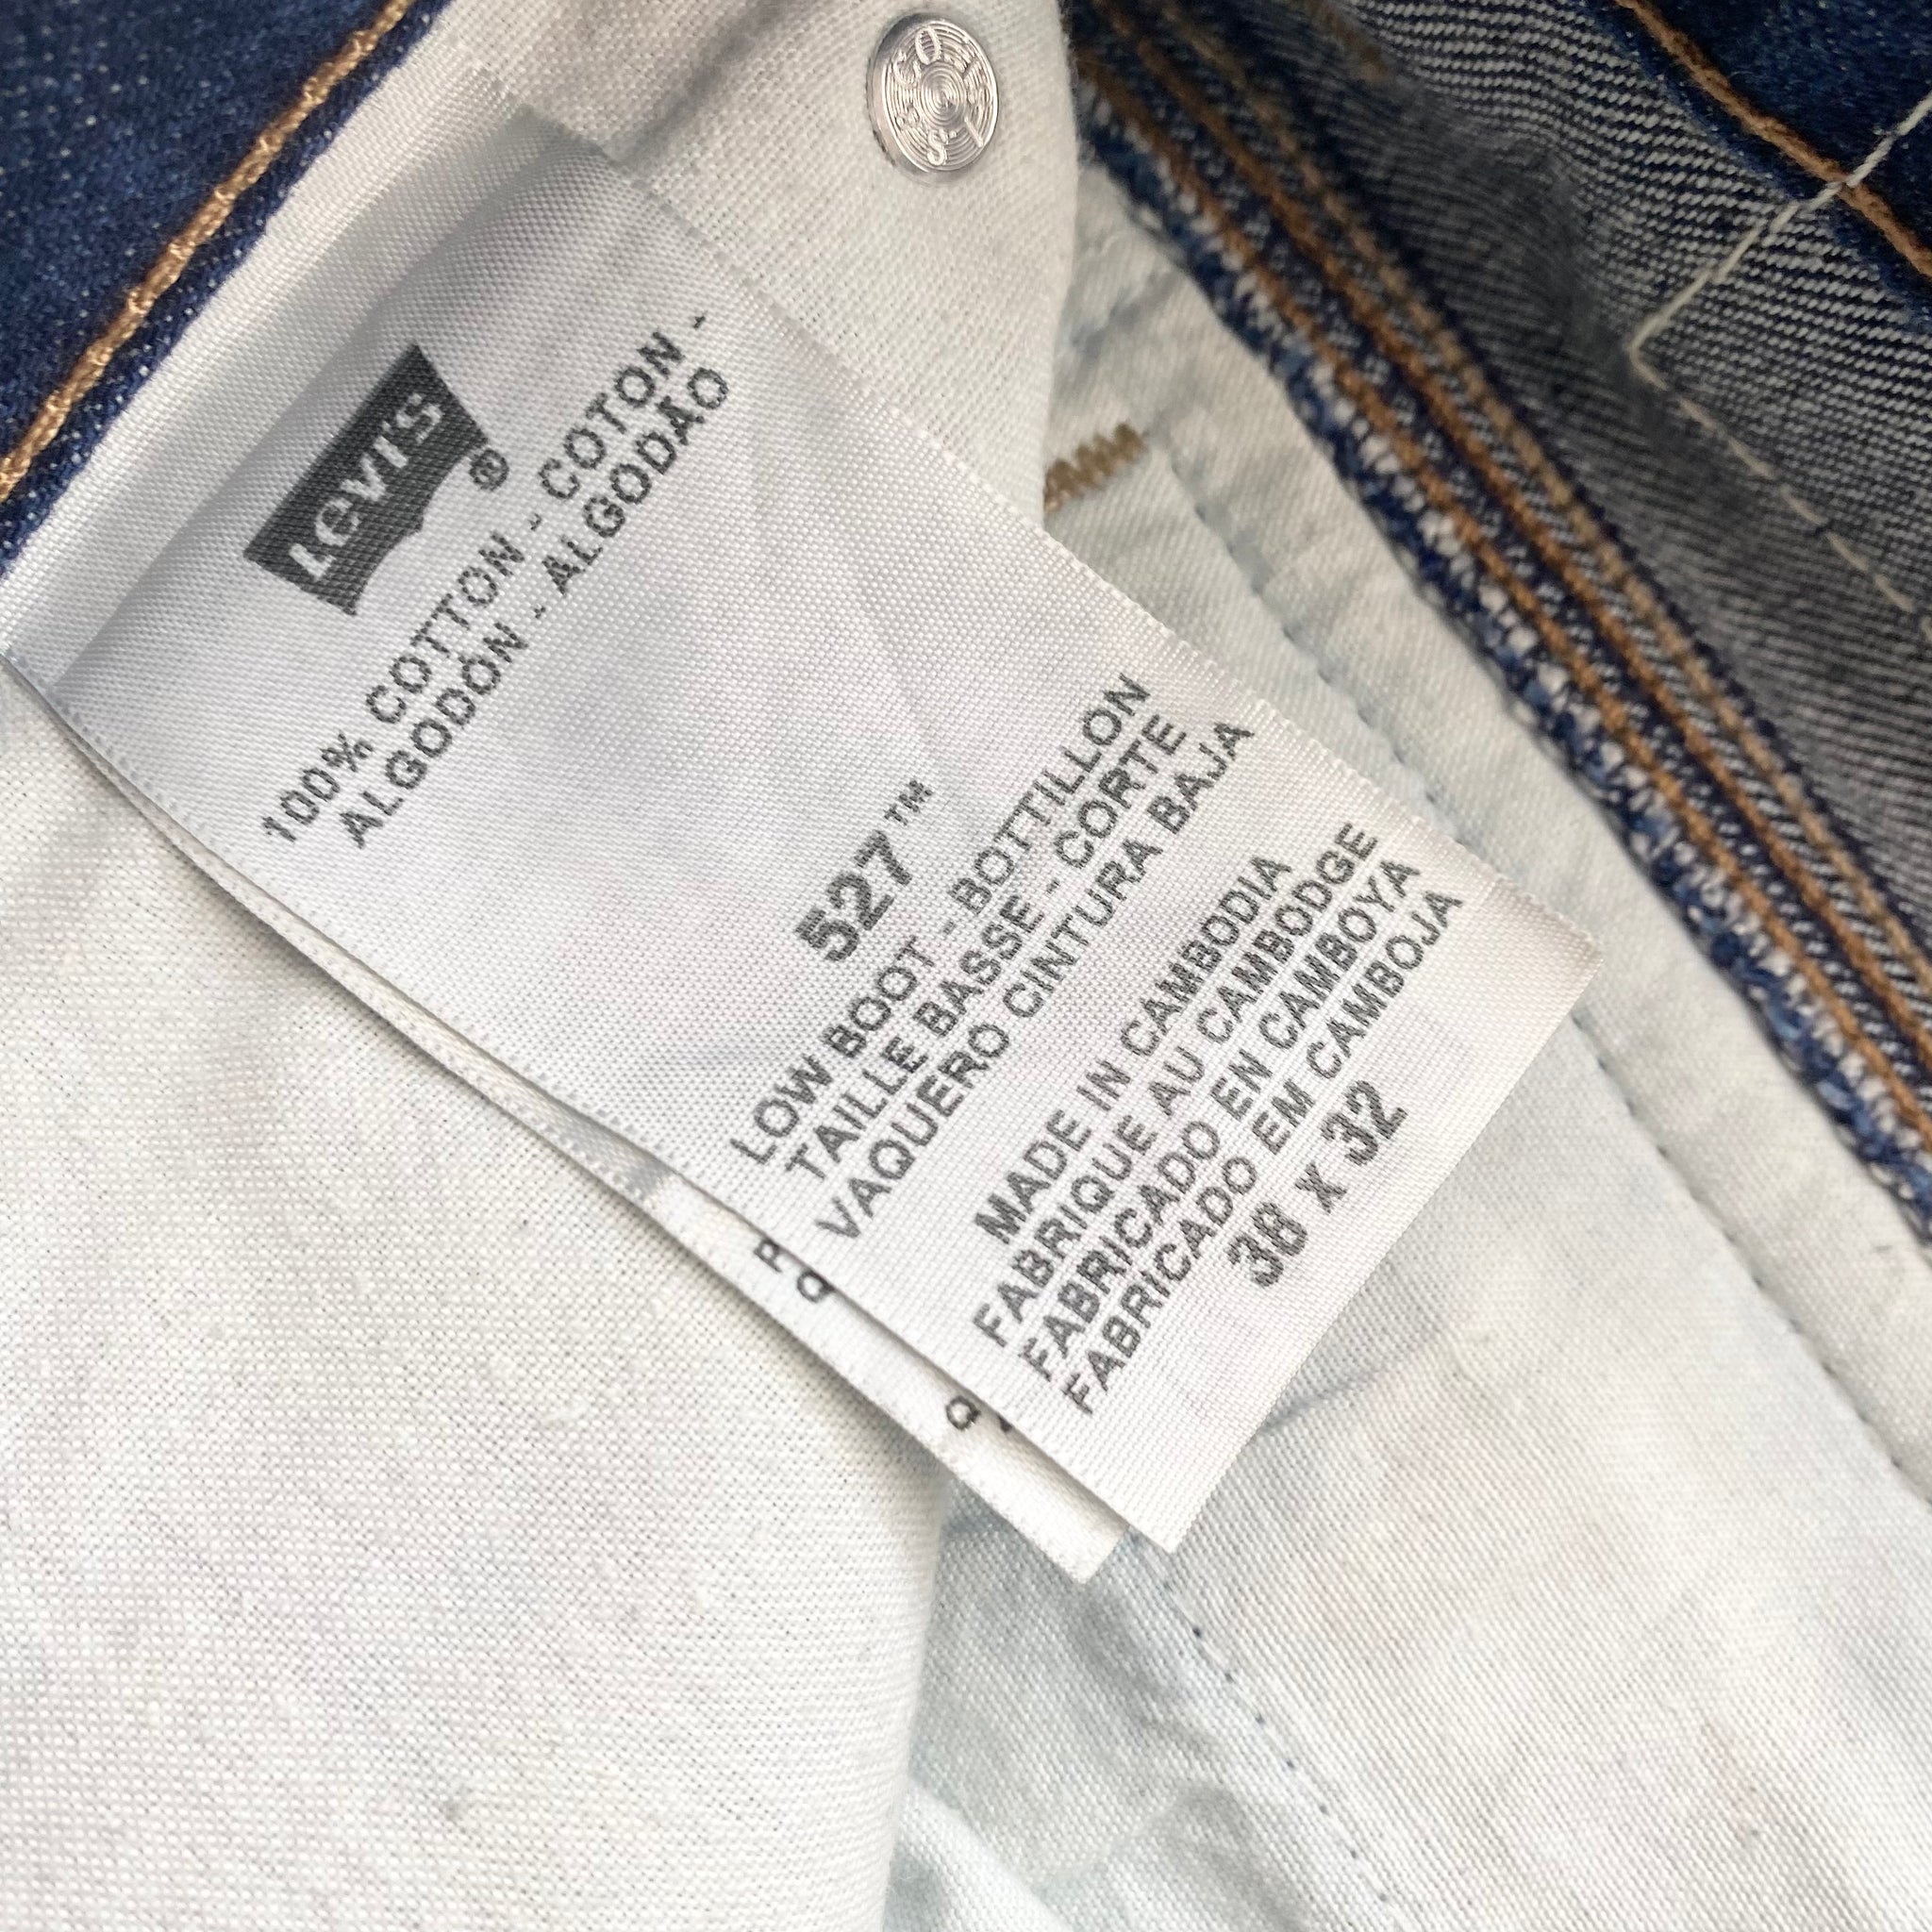 Levi's®
100% COTTON - COTON -
ALGODÓN - ALGODÃO
527™
LOW BOOT - BOTTILLON
TAILLE BASSE - CORTE
VAQUERO CINTURA BAJA
MADE IN CAMBODIA
FABRIQUE AU CAMBODGE
FABRICADO EN CAMBOYA
FABRICADO EM CAMBOJA
38 x 32
Q
Q